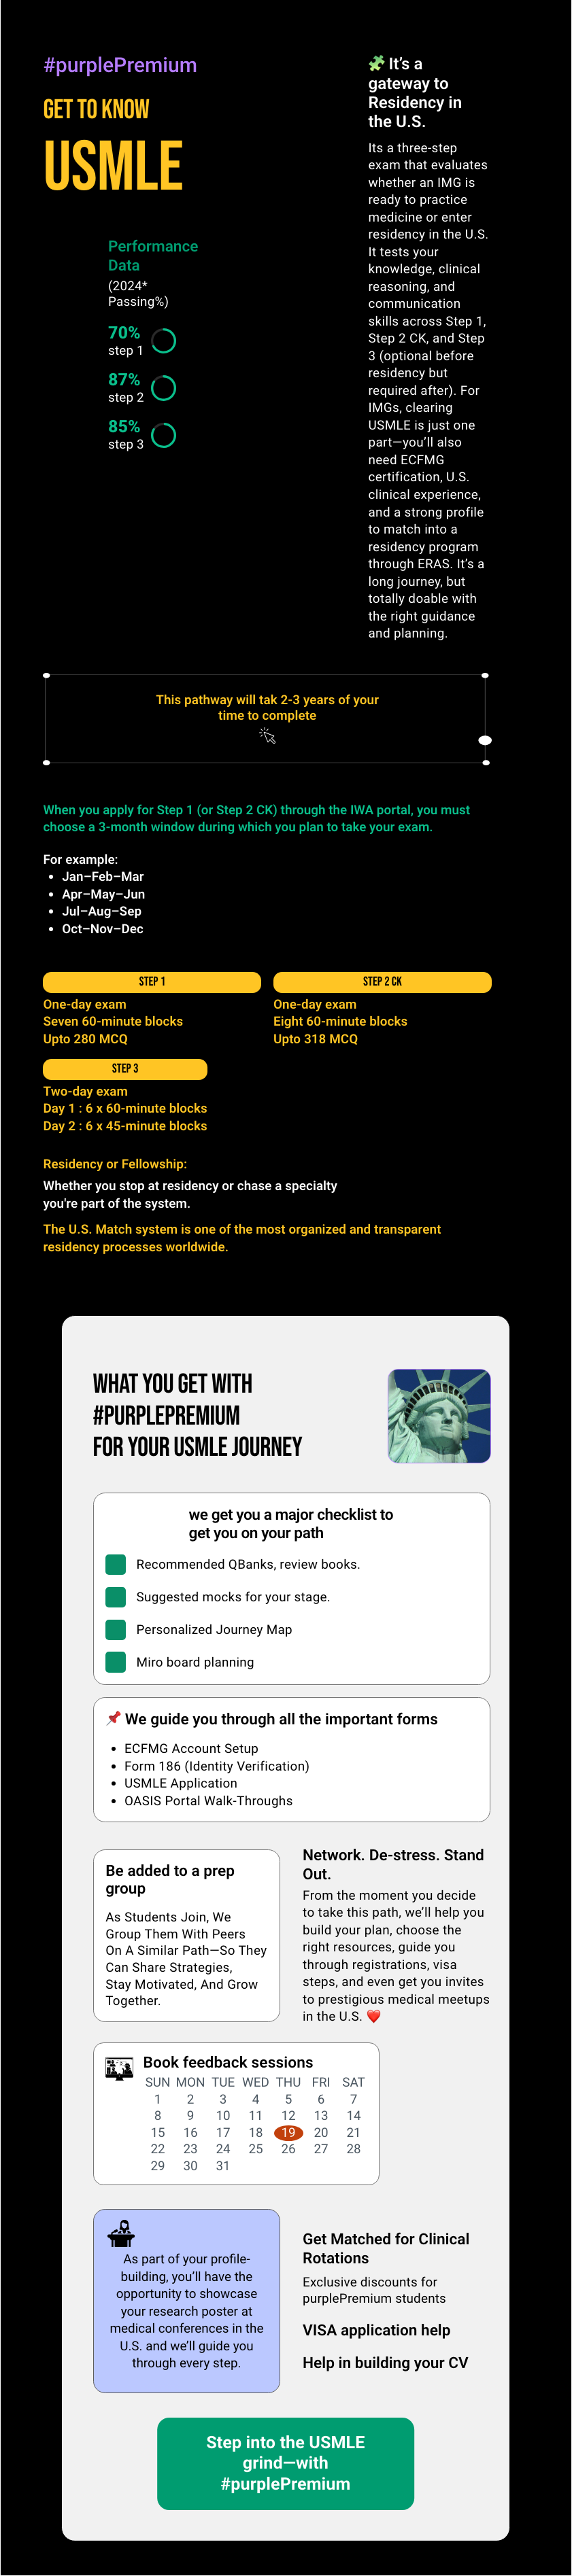 #purplePremium
GET TO KNOW
USMLE
Performance
Data
(2024*
Passing%)
70%
step 1
87%
step 2
85%
step 3
It's a
gateway to
Residency in
the U.S.
Its a three-step
exam that evaluates
whether an IMG is
ready to practice
medicine or enter
residency in the U.S.
It tests your
knowledge, clinical
reasoning, and
communication
skills across Step 1,
Step 2 CK, and Step
3 (optional before
residency but
required after). For
IMGs, clearing
USMLE is just one
part—you'll also
need ECFMG
certification, U.S.
clinical experience,
and a strong profile
to match into a
residency program
through ERAS. It's a
long journey, but
totally doable with
the right guidance
and planning.
This pathway will tak 2-3 years of your
time to complete
When you apply for Step 1 (or Step 2 CK) through the IWA portal, you must
choose a 3-month window during which you plan to take your exam.
For example:
• Jan–Feb–Mar
• Apr–May–Jun
• Jul–Aug–Sep
• Oct–Nov–Dec
STEP 1
One-day exam
Seven 60-minute blocks
Upto 280 MCQ
STEP 2 CK
One-day exam
Eight 60-minute blocks
Upto 318 MCQ
STEP 3
Two-day exam
Day 1 : 6 x 60-minute blocks
Day 2 : 6 x 45-minute blocks
Residency or Fellowship:
Whether you stop at residency or chase a specialty
you're part of the system.
The U.S. Match system is one of the most organized and transparent
residency processes worldwide.
WHAT YOU GET WITH
#PURPLEPREMIUM
FOR YOUR USMLE JOURNEY
we get you a major checklist to
get you on your path
Recommended QBanks, review books.
Suggested mocks for your stage.
Personalized Journey Map
Miro board planning
We guide you through all the important forms
• ECFMG Account Setup
• Form 186 (Identity Verification)
• USMLE Application
• OASIS Portal Walk-Throughs
Be added to a prep
group
As Students Join, We
Group Them With Peers
On A Similar Path—So They
Can Share Strategies,
Stay Motivated, And Grow
Together.
Network. De-stress. Stand
Out.
From the moment you decide
to take this path, we'll help you
build your plan, choose the
right resources, guide you
through registrations, visa
steps, and even get you invites
to prestigious medical meetups
in the U.S. ❤️
Book feedback sessions
SUN MON TUE WED THU FRI SAT
1 2 3 4 5 6 7
8 9 10 11 12 13 14
15 16 17 18 19 20 21
22 23 24 25 26 27 28
29 30 31
As part of your profile-
building, you'll have the
opportunity to showcase
your research poster at
medical conferences in the
U.S. and we'll guide you
through every step.
Get Matched for Clinical
Rotations
Exclusive discounts for
purplePremium students
VISA application help
Help in building your CV
Step into the USMLE
grind—with
#purplePremium